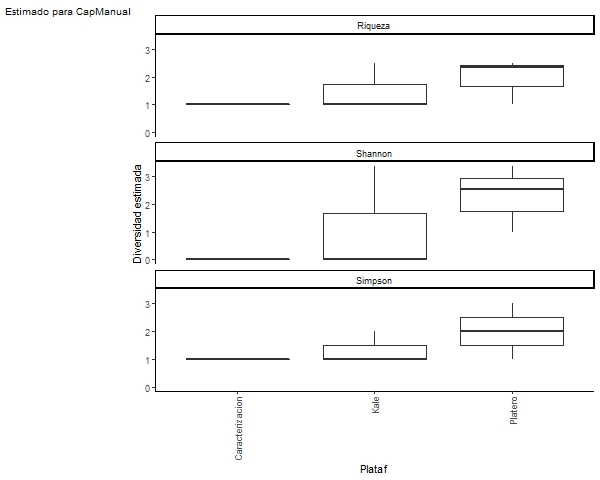 Estimado para CapManual
Riqueza
3
2
1
0
Shannon
3
2
1
0
Simpson
3
2
1
0
Diversidad estimada
Caracterizacion
Kale
Platero
Plataf